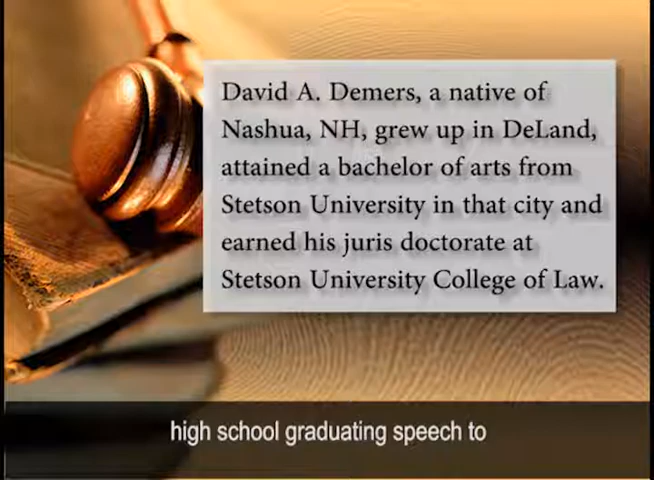 David A. Demers, a native of
Nashua, NH, grew up in DeLand,
attained a bachelor of arts from
Stetson University in that city and
earned his juris doctorate at
Stetson University College of Law.
high school graduating speech to